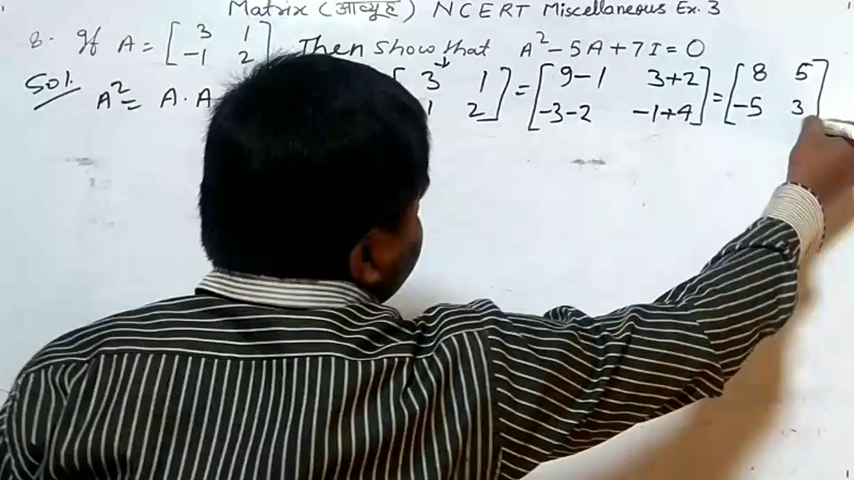 Matrix (आव्यूह) NCERT Miscellaneous Ex. 3
8. If A = [3 1 -1 2] Then show that A² - 5A + 7I = 0
Sol. A² = A.A [3 1 1 2] = [9-1 3+2 -3-2 -1+4] = [8 5 -5 3]